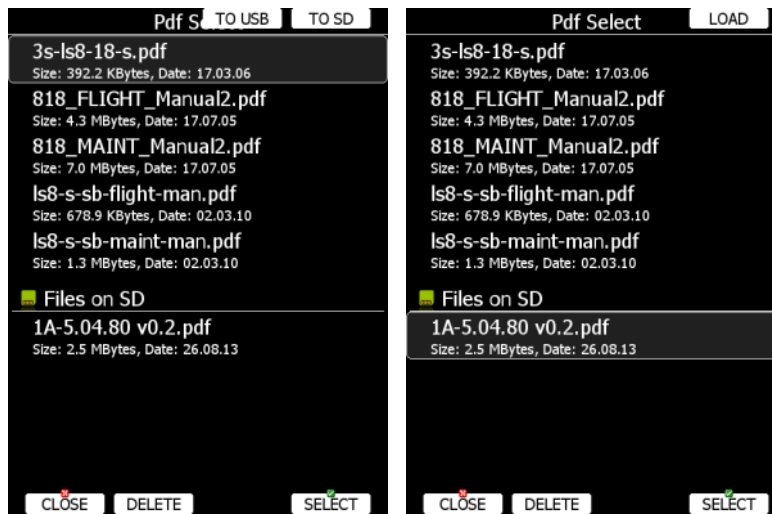 Pdf S
TO USB
TO SD
3s-ls8-18-s.pdf
Size: 392.2 KBytes, Date: 17.03.06
818_FLIGHT_Manual2.pdf
Size: 4.3 MBytes, Date: 17.07.05
818_MAINT_Manual2.pdf
Size: 7.0 MBytes, Date: 17.07.05
ls8-s-sb-flight-man.pdf
Size: 678.9 KBytes, Date: 02.03.10
ls8-s-sb-maint-man.pdf
Size: 1.3 MBytes, Date: 02.03.10
Files on SD
1A-5.04.80 v0.2.pdf
Size: 2.5 MBytes, Date: 26.08.13
CLOSE
DELETE
SELECT
Pdf Select
LOAD
3s-ls8-18-s.pdf
Size: 392.2 KBytes, Date: 17.03.06
818_FLIGHT_Manual2.pdf
Size: 4.3 MBytes, Date: 17.07.05
818_MAINT_Manual2.pdf
Size: 7.0 MBytes, Date: 17.07.05
ls8-s-sb-flight-man.pdf
Size: 678.9 KBytes, Date: 02.03.10
ls8-s-sb-maint-man.pdf
Size: 1.3 MBytes, Date: 02.03.10
Files on SD
1A-5.04.80 v0.2.pdf
Size: 2.5 MBytes, Date: 26.08.13
CLOSE
DELETE
SELECT